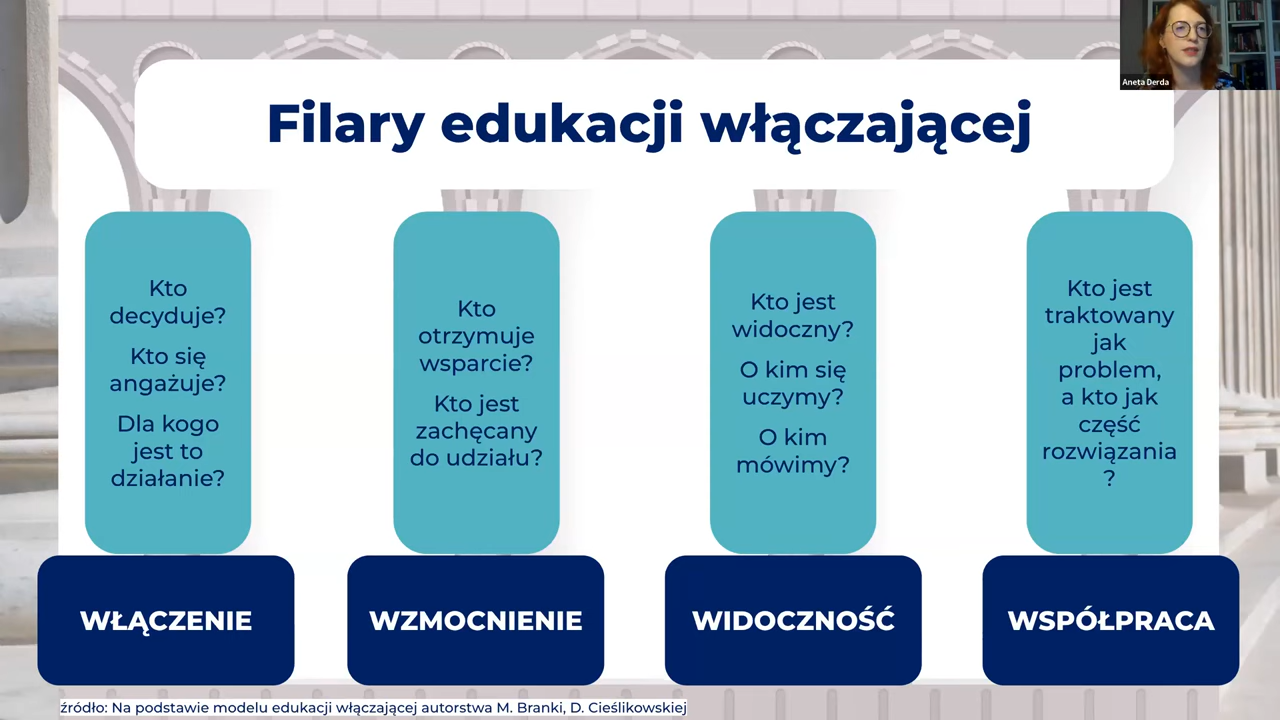 Aneta Derda
Filary edukacji włączającej
Kto
decyduje?
Kto się
angażuje?
Dla kogo
jest to
działanie?
WŁĄCZENIE
Kto
otrzymuje
wsparcie?
Kto jest
zachęcany
do udziału?
WZMOCNIENIE
Kto jest
widoczny?
O kim się
uczymy?
O kim
mówimy?
WIDOCZNOŚĆ
Kto jest
traktowany
jak
problem,
a kto jak
część
rozwiązania
?
WSPÓŁPRACA
źródło: Na podstawie modelu edukacji włączającej autorstwa M. Branki, D. Cieślikowskiej